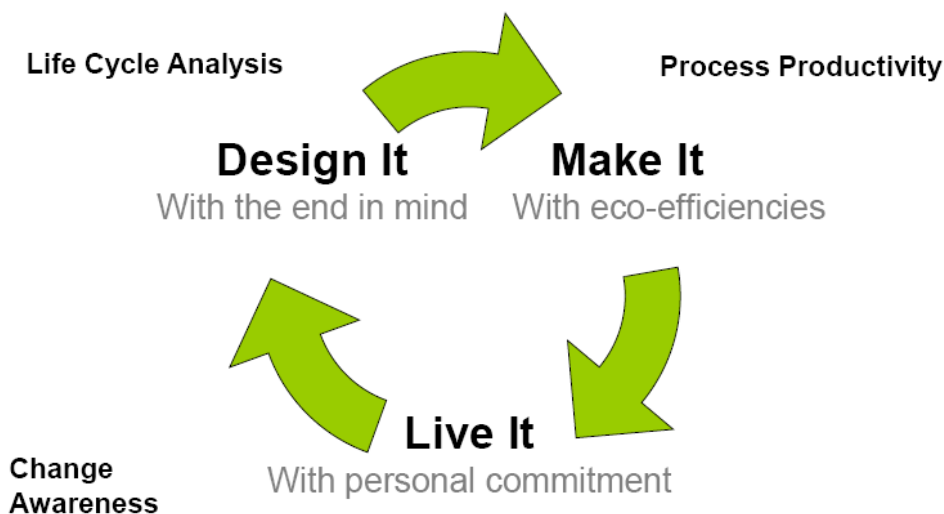 Life Cycle Analysis
Process Productivity
Design It
With the end in mind
Make It
With eco-efficiencies
Live It
With personal commitment
Change
Awareness